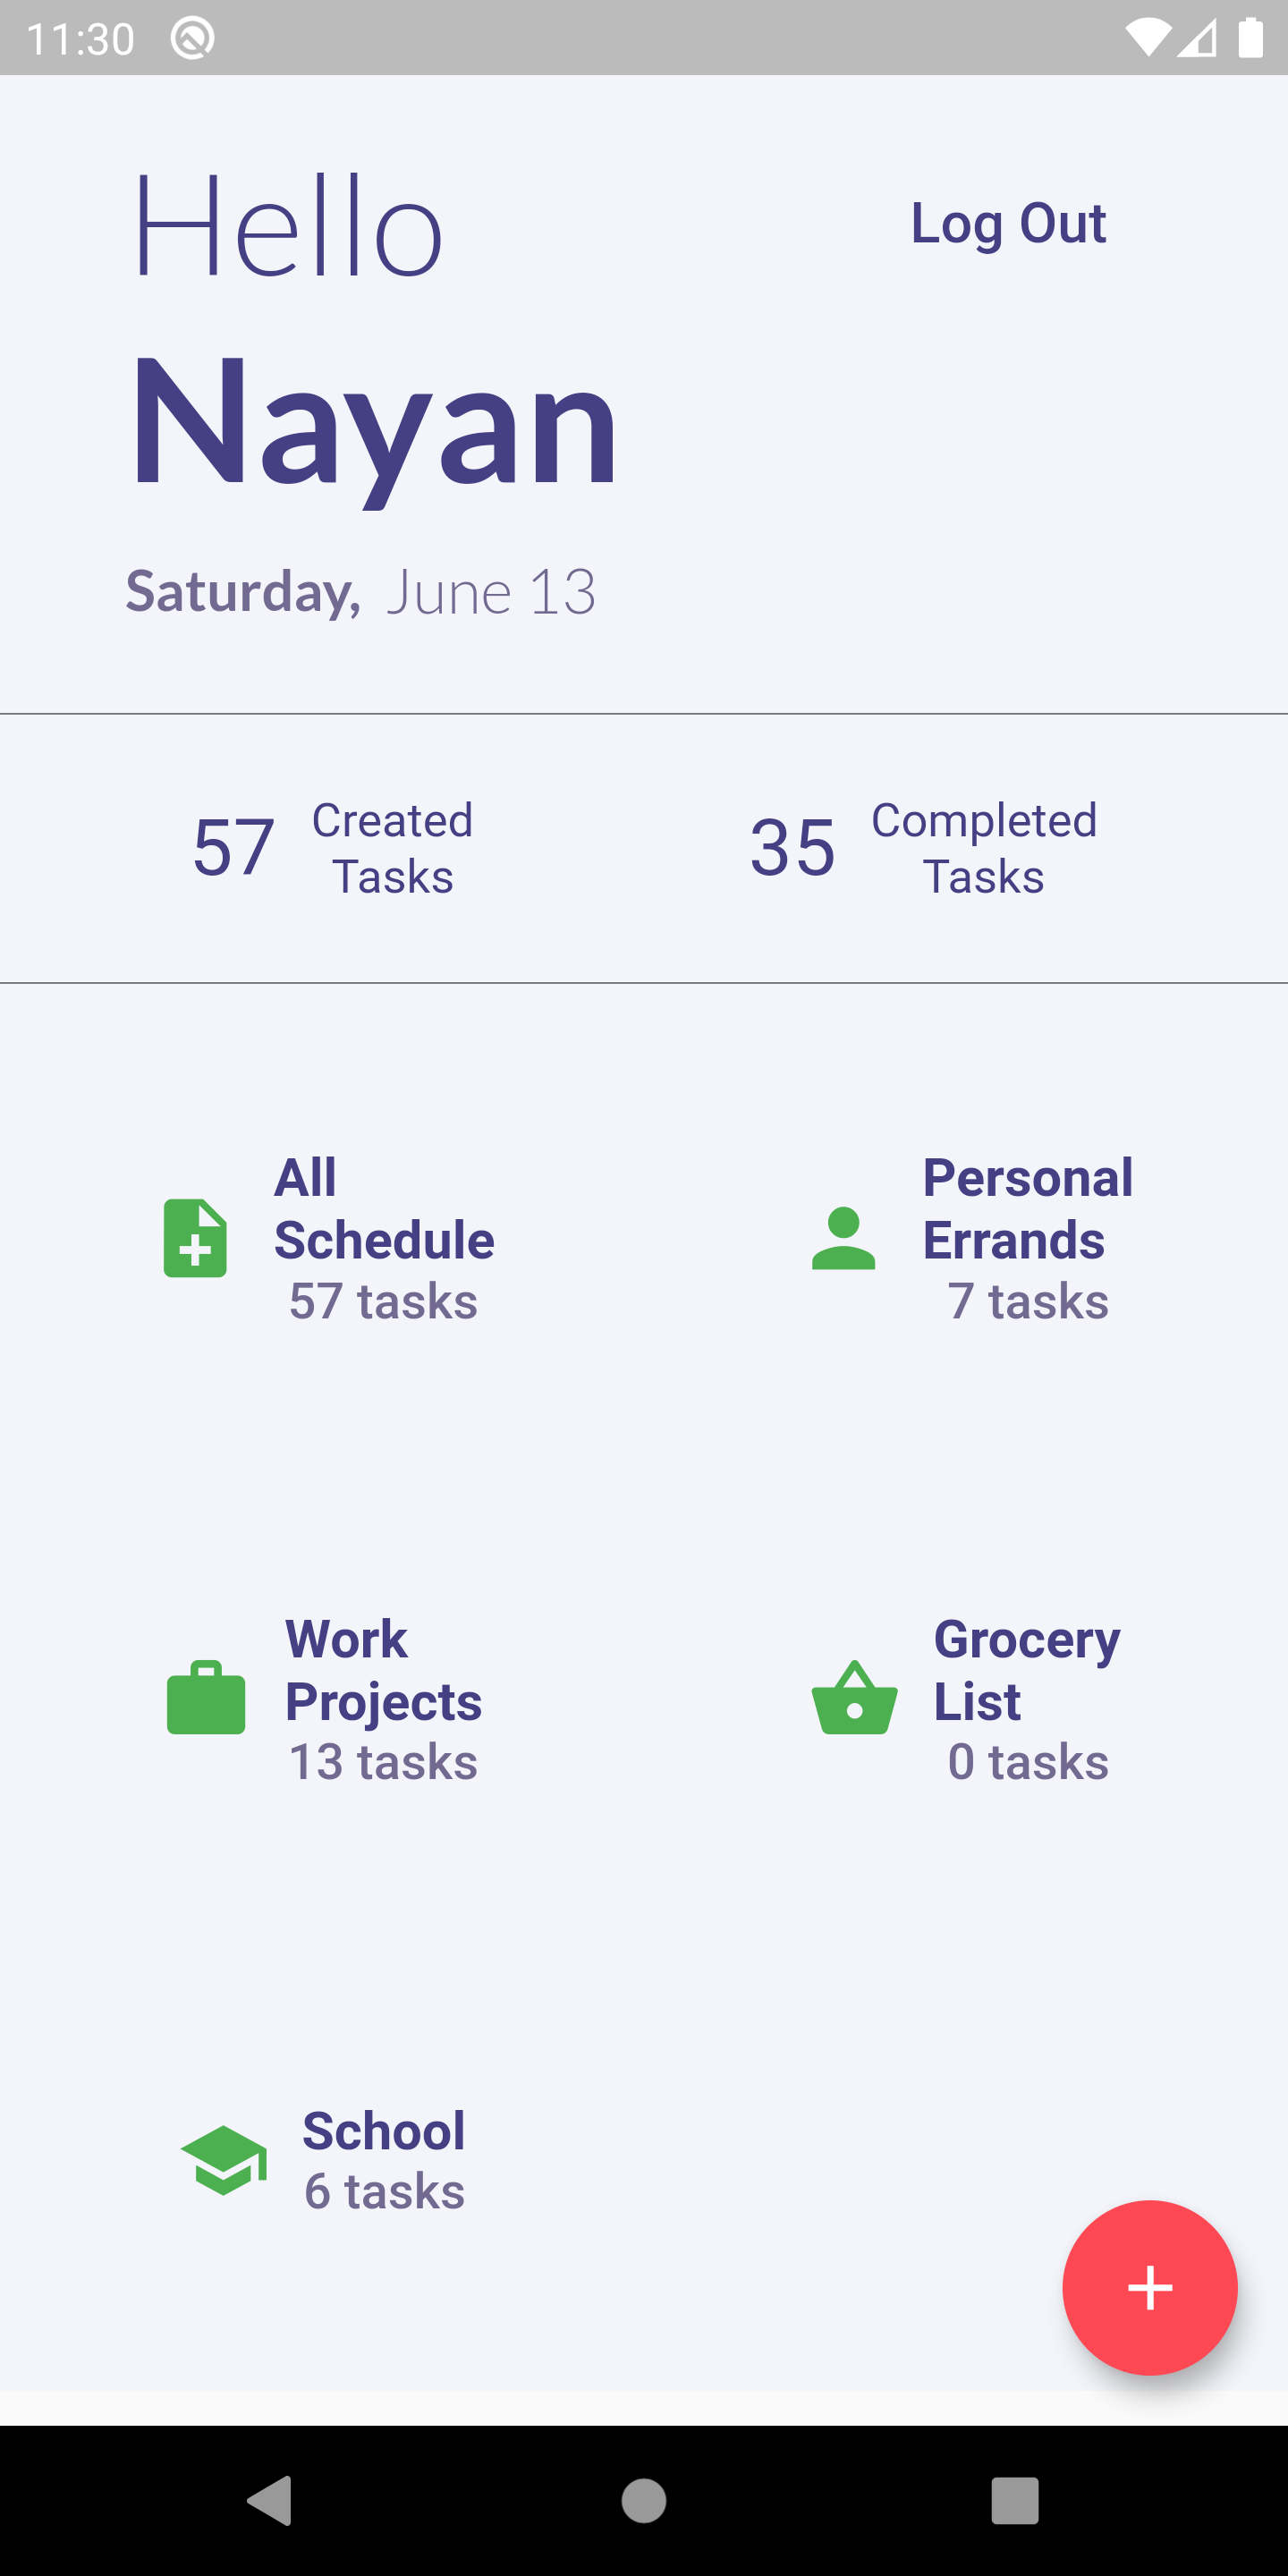 11:30
Hello
Log Out
Nayan
Saturday, June 13
57 Created Tasks
35 Completed Tasks
All Schedule
57 tasks
Personal Errands
7 tasks
Work Projects
13 tasks
Grocery List
0 tasks
School
6 tasks